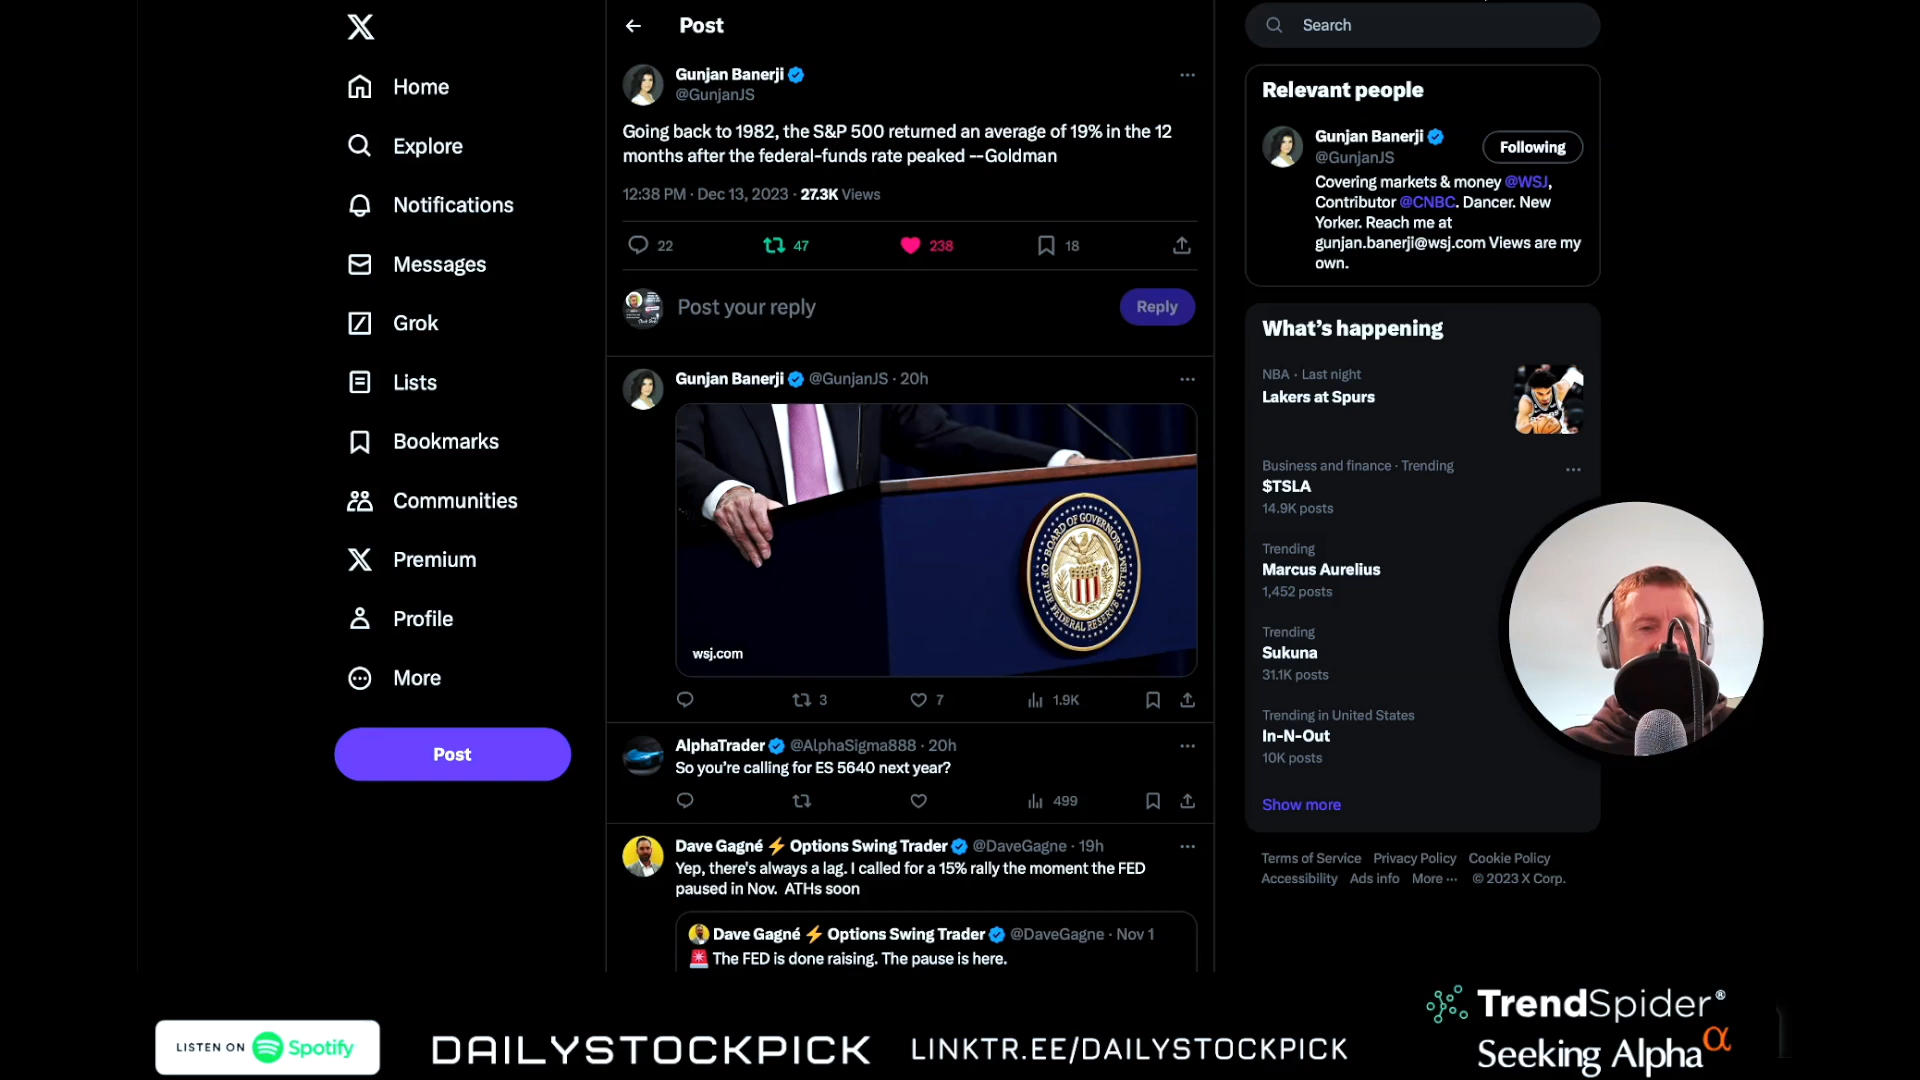 Home
Explore
Notifications
Messages
Grok
Lists
Bookmarks
Communities
Premium
Profile
More
Post
Post
Gunjan Banerji
@GunjanJS
Going back to 1982, the S&P 500 returned an average of 19% in the 12
months after the federal-funds rate peaked --Goldman
12:38 PM · Dec 13, 2023 · 27.3K Views
22 47 238 18
Post your reply
Reply
Gunjan Banerji @GunjanJS · 20h
BOARD OF GOVERNORS OF THE FEDERAL RESERVE SYSTEM
wsj.com
3 7 1.9K
AlphaTrader @AlphaSigma888 · 20h
So you're calling for ES 5640 next year?
499
Dave Gagné ⚡ Options Swing Trader @DaveGagne · 19h
Yep, there's always a lag. I called for a 15% rally the moment the FED
paused in Nov. ATHs soon
Dave Gagné ⚡ Options Swing Trader @DaveGagne · Nov 1
🚨 The FED is done raising. The pause is here.
Search
Relevant people
Gunjan Banerji
@GunjanJS
Following
Covering markets & money @WSJ,
Contributor @CNBC. Dancer. New
Yorker. Reach me at
gunjan.banerji@wsj.com Views are my
own.
What's happening
NBA · Last night
Lakers at Spurs
Business and finance · Trending
$TSLA
14.9K posts
Trending
Marcus Aurelius
1,452 posts
Trending
Sukuna
31.1K posts
Trending in United States
In-N-Out
10K posts
Show more
Terms of Service Privacy Policy Cookie Policy
Accessibility Ads info More ··· © 2023 X Corp.
LISTEN ON Spotify
DAILYSTOCKPICK
LINKTR.EE/DAILYSTOCKPICK
TrendSpider®
Seeking Alpha α